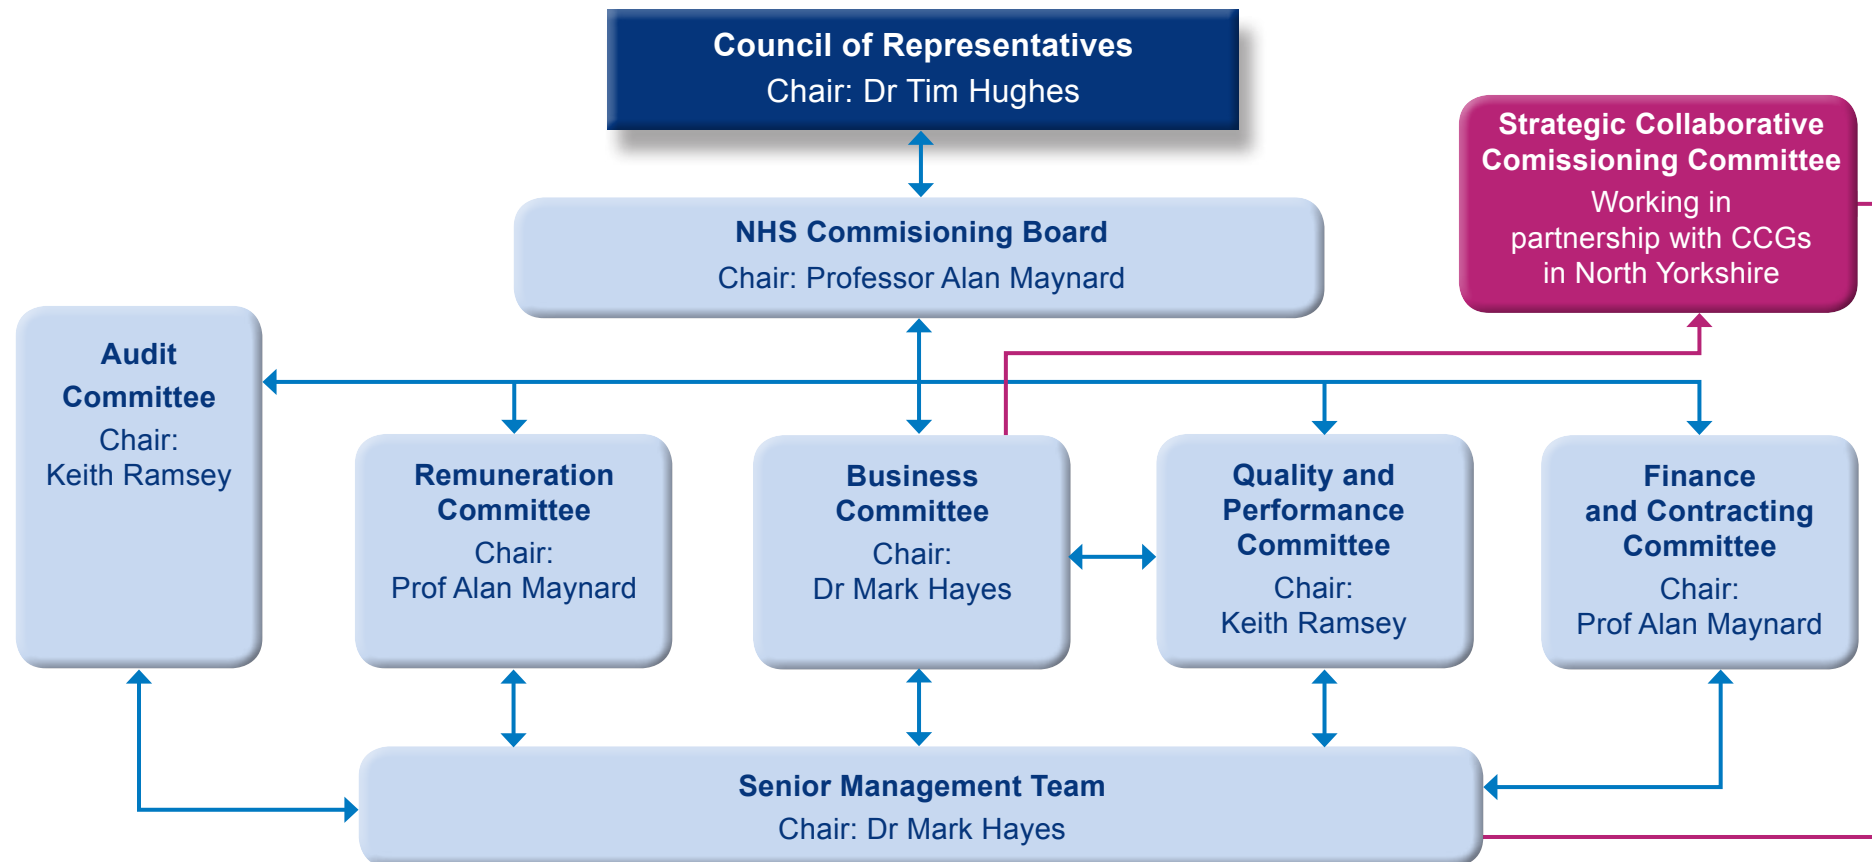 Council of Representatives
Chair: Dr Tim Hughes
Strategic Collaborative
Comissioning Committee
Working in
partnership with CCGs
in North Yorkshire
NHS Commisioning Board
Chair: Professor Alan Maynard
Audit
Committee
Chair:
Keith Ramsey
Remuneration
Committee
Chair:
Prof Alan Maynard
Business
Committee
Chair:
Dr Mark Hayes
Quality and
Performance
Committee
Chair:
Keith Ramsey
Finance
and Contracting
Committee
Chair:
Prof Alan Maynard
Senior Management Team
Chair: Dr Mark Hayes